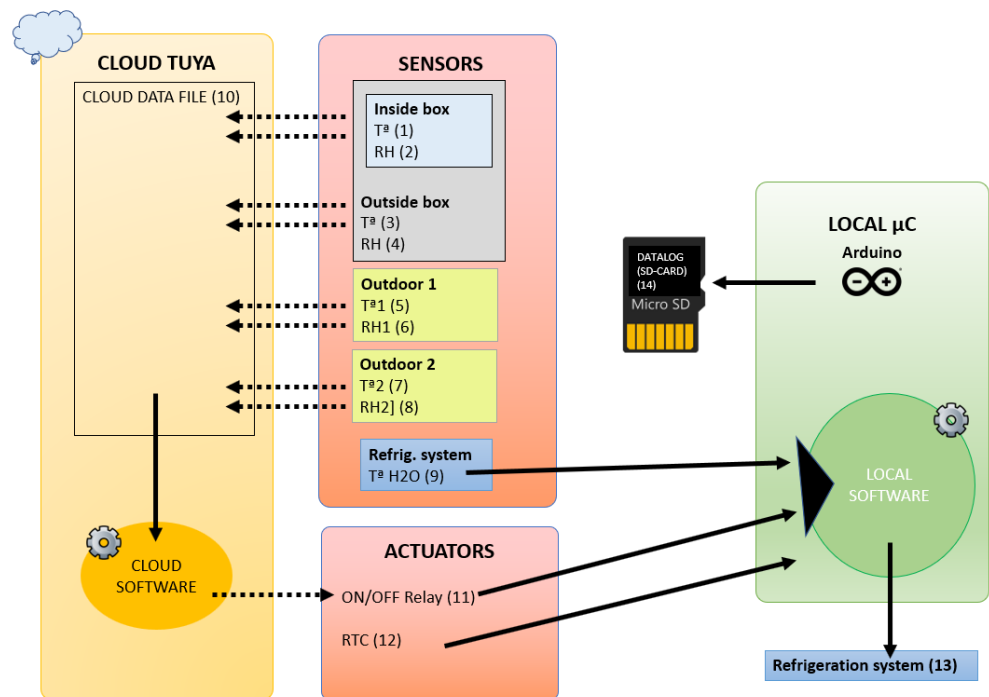 CLOUD TUYA
CLOUD DATA FILE (10)
CLOUD
SOFTWARE
SENSORS
Inside box
Tª (1)
RH (2)
Outside box
Tª (3)
RH (4)
Outdoor 1
Tª1 (5)
RH1 (6)
Outdoor 2
Tª2 (7)
RH2] (8)
Refrig. system
Tª H2O (9)
ACTUATORS
ON/OFF Relay (11)
RTC (12)
DATALOG
(SD-CARD)
(14)
Micro SD
LOCAL µC
Arduino
LOCAL
SOFTWARE
Refrigeration system (13)